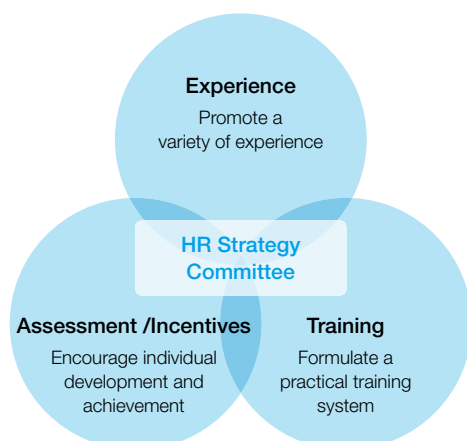 Experience
Promote a
variety of experience
HR Strategy
Committee
Assessment /Incentives
Encourage individual
development and
achievement
Training
Formulate a
practical training
system